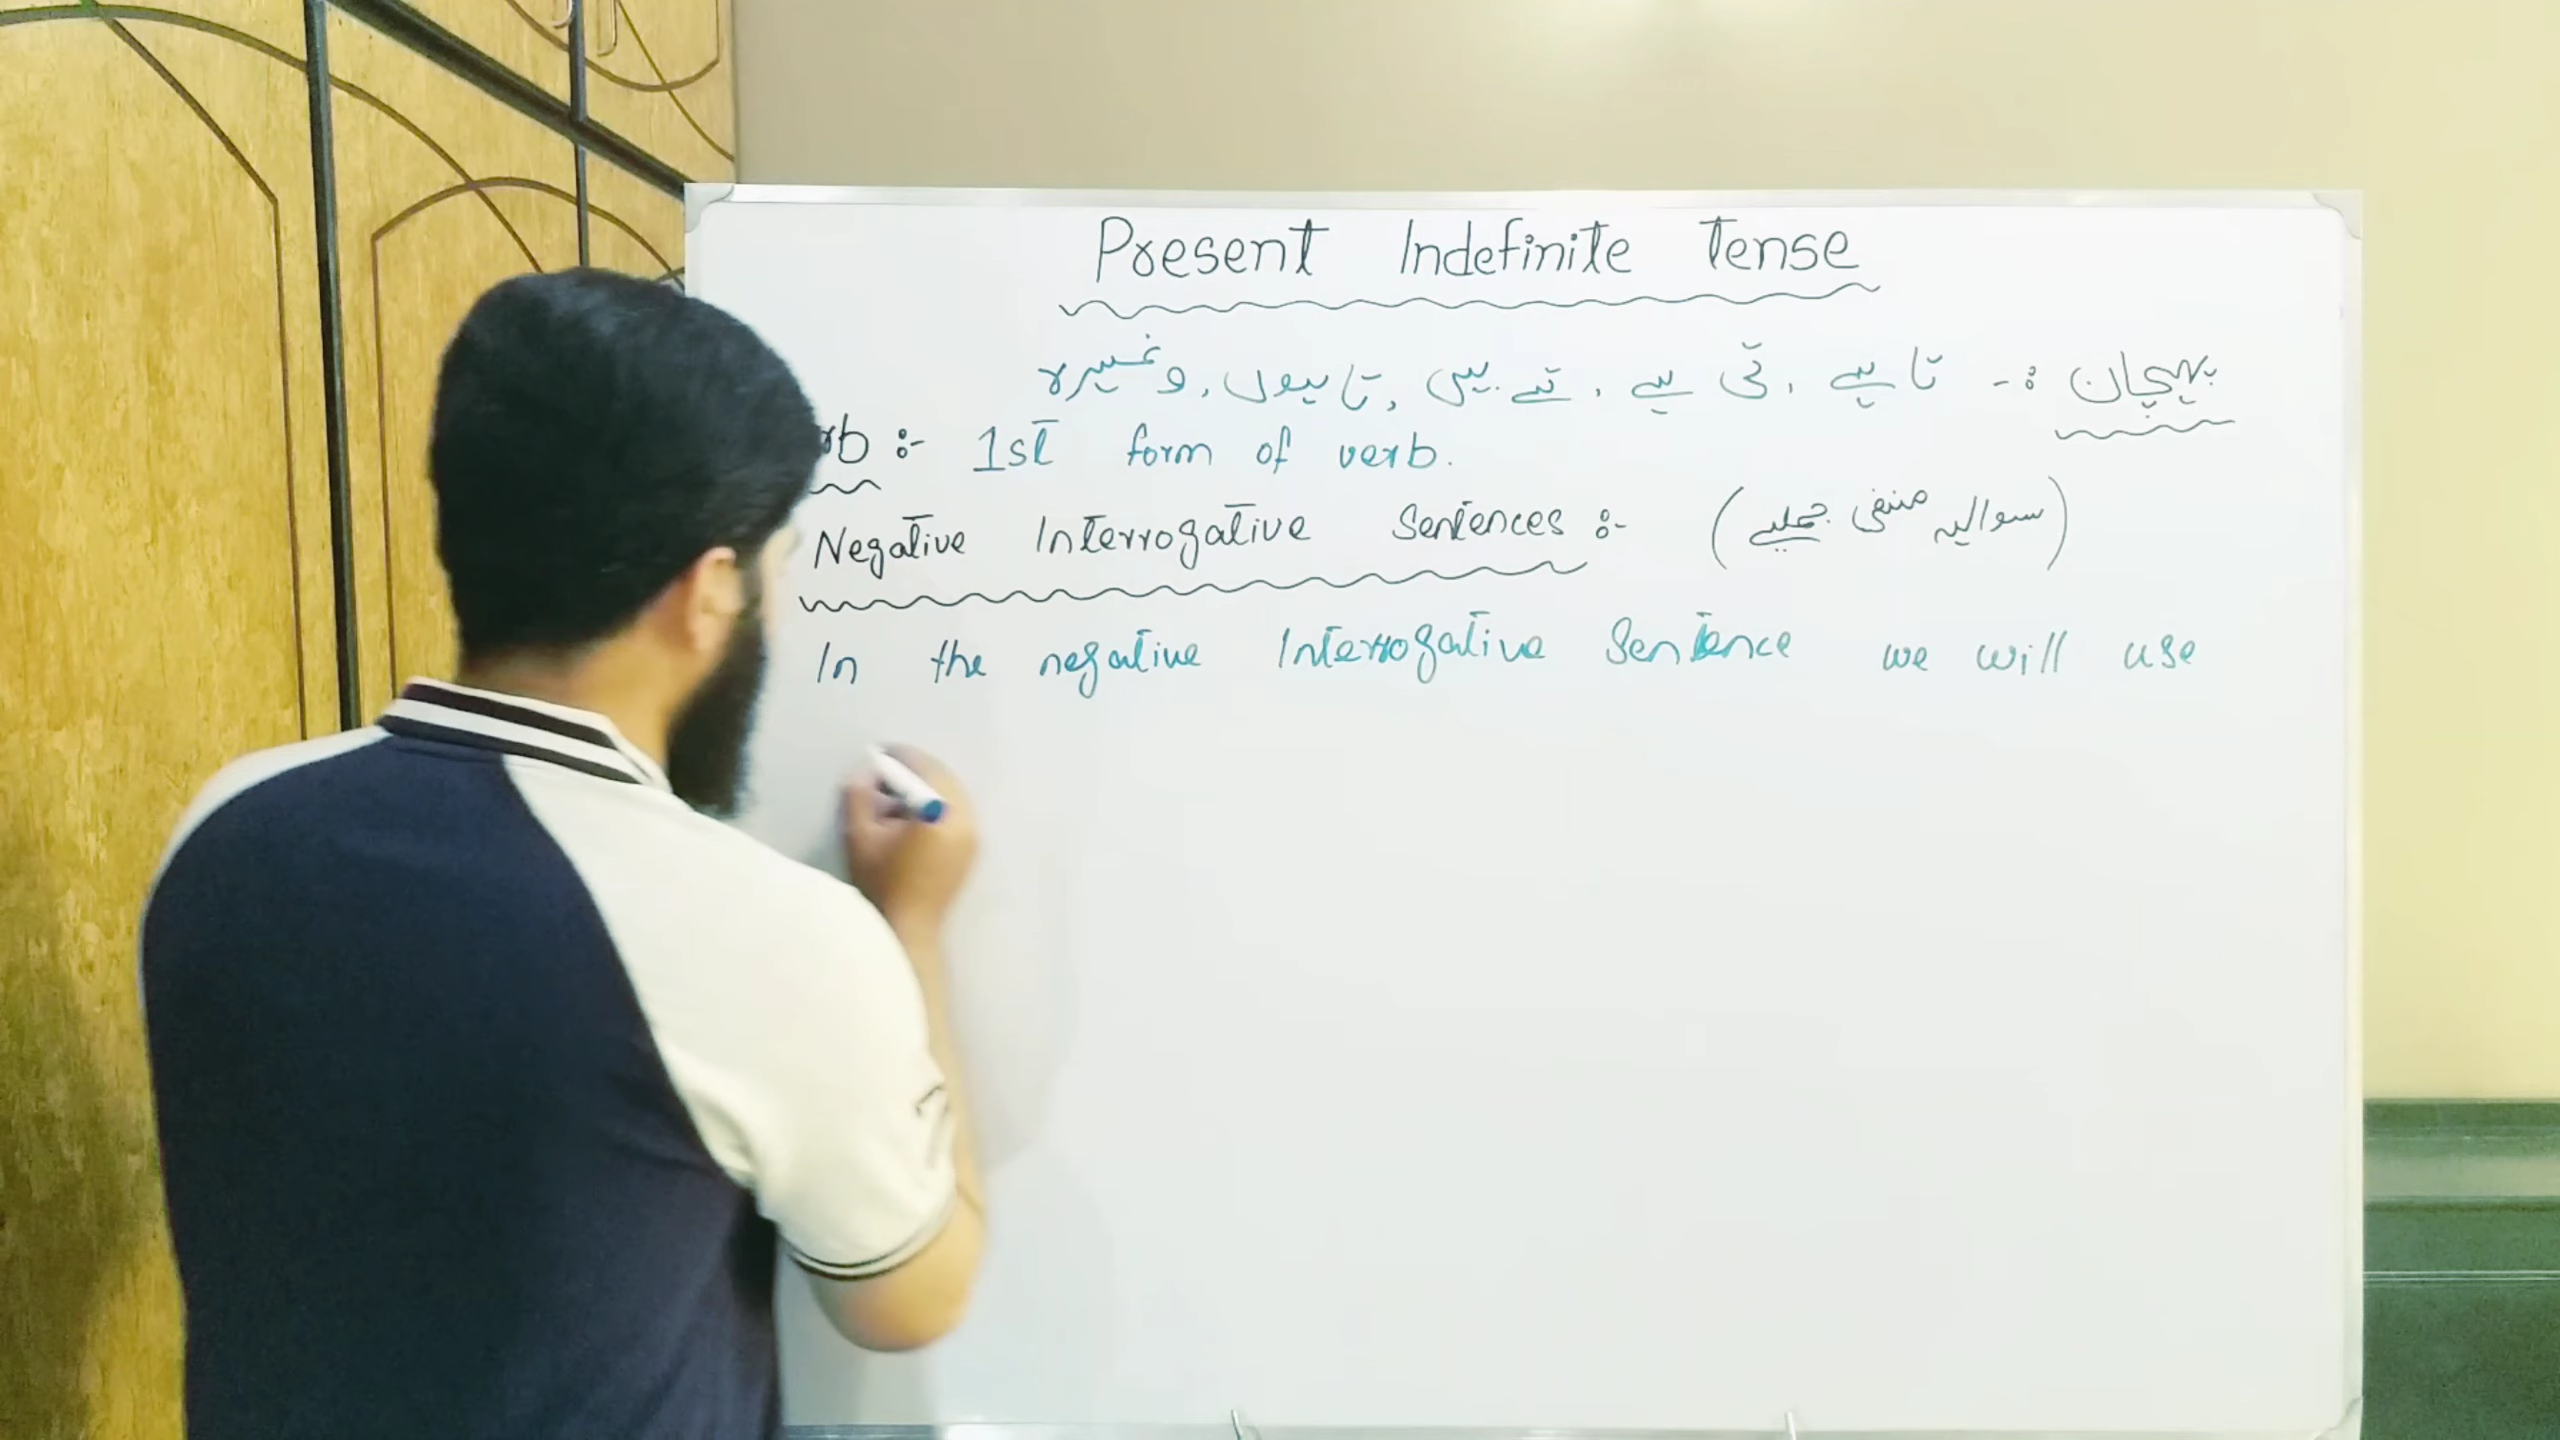 Present Indefinite Tense
پہچان :- تا ہے ، تی ہے ، تے ہیں ، تا ہوں ، وغیرہ
rb :- 1st form of verb.
Negative Interrogative Sentences :- (سوالیہ منفی جملے)
In the negative Interrogative Sentence we will use